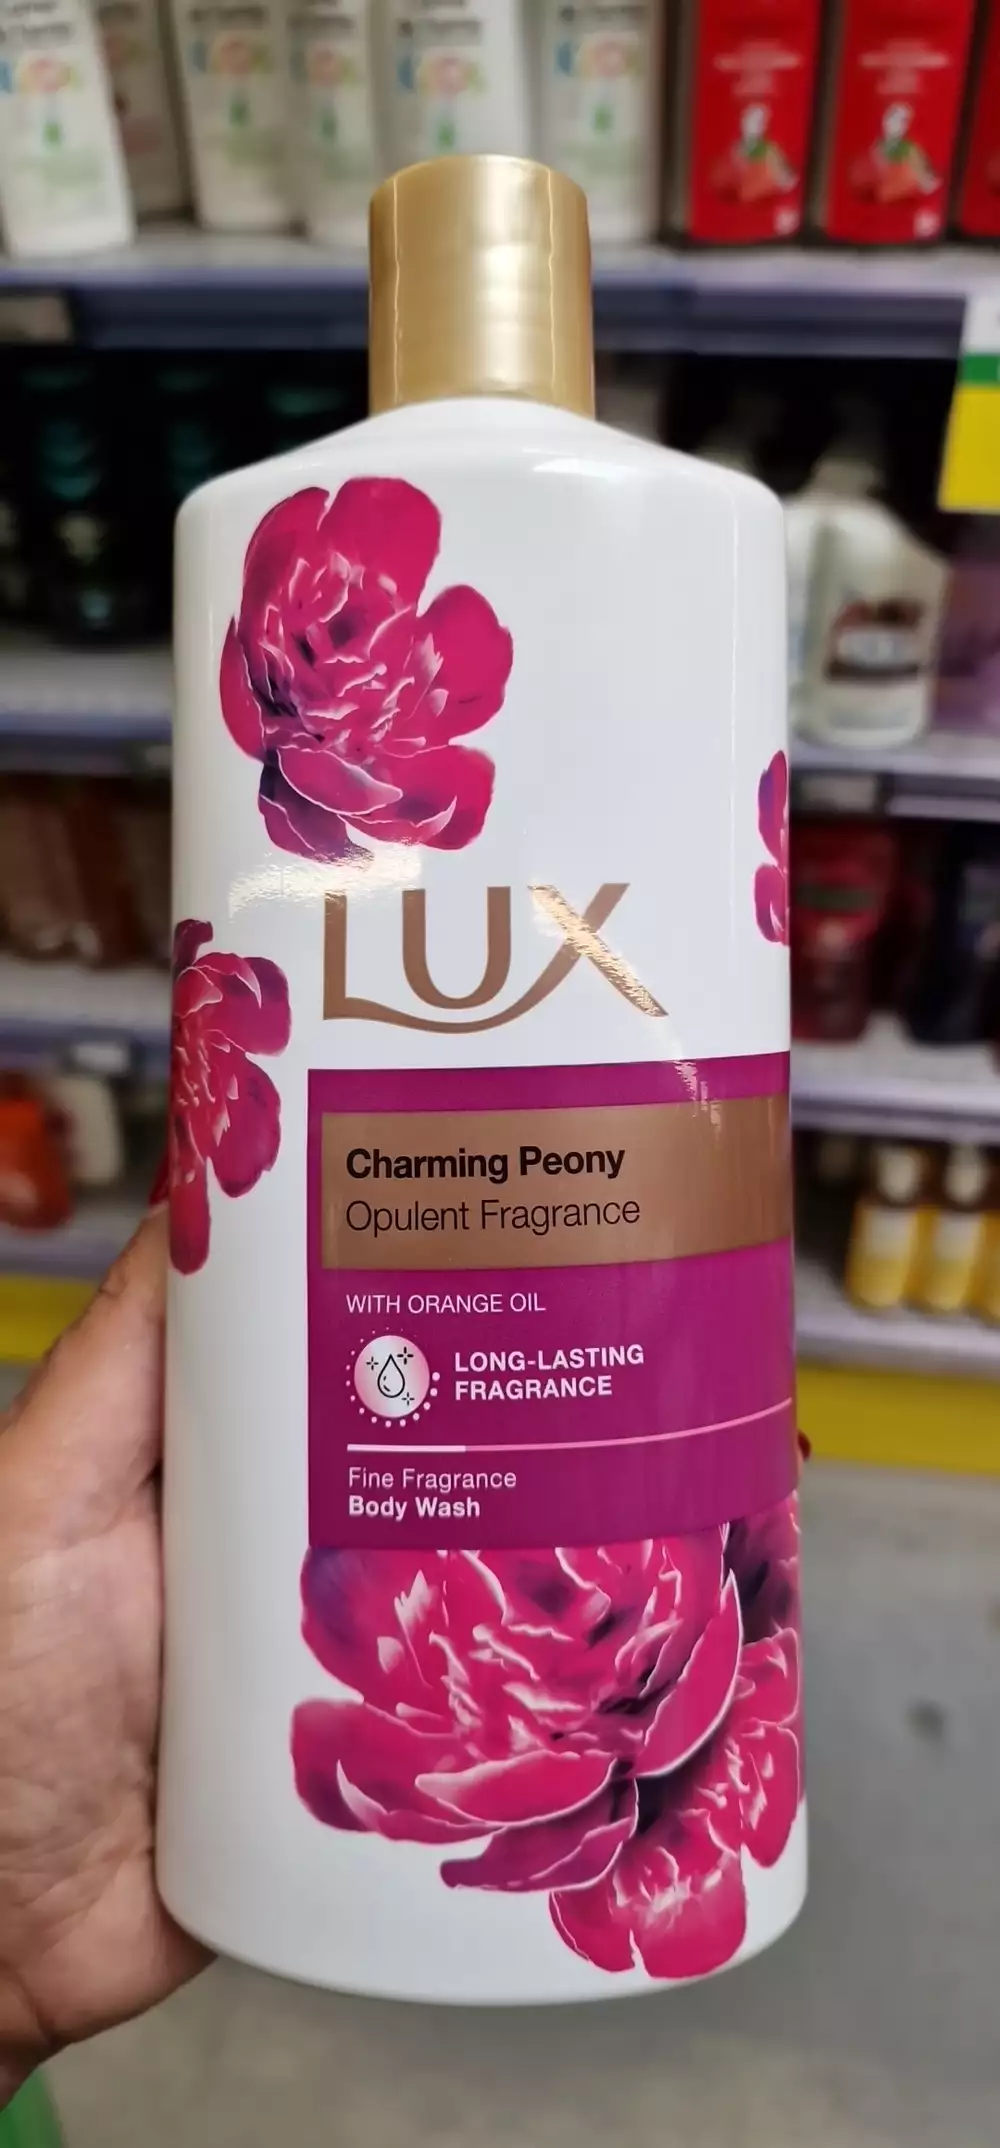 LUX
Charming Peony
Opulent Fragrance
WITH ORANGE OIL
LONG-LASTING
FRAGRANCE
Fine Fragrance
Body Wash